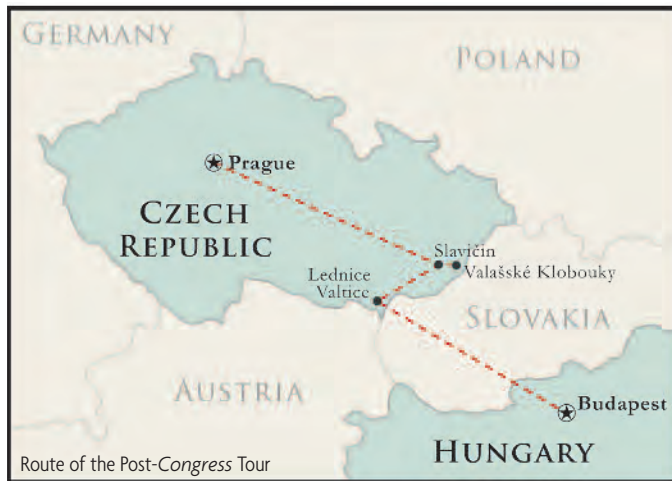 GERMANY
POLAND
Prague
CZECH
REPUBLIC
Slavičín
Valašské Klobouky
Lednice
Valtice
SLOVAKIA
AUSTRIA
Budapest
HUNGARY
Route of the Post-Congress Tour